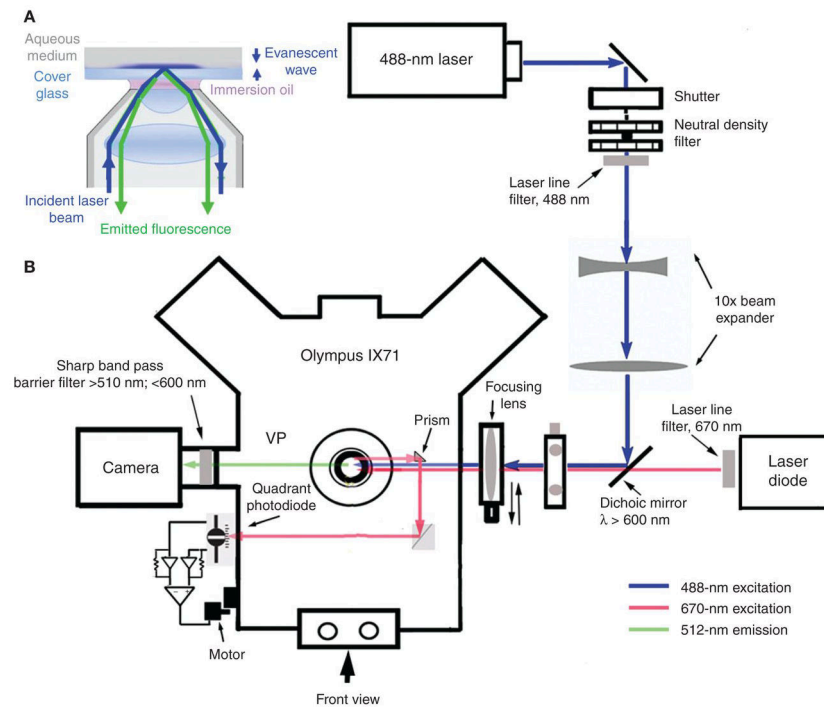 A
Aqueous
medium
Cover
glass
Evanescent
wave
Immersion oil
Incident laser
beam
Emitted fluorescence
488-nm laser
Shutter
Neutral density
filter
Laser line
filter, 488 nm
10x beam
expander
B
Olympus IX71
Sharp band pass
barrier filter >510 nm; <600 nm
Focusing
lens
Laser line
filter, 670 nm
VP
Prism
Camera
Laser
diode
Quadrant
photodiode
Dichoic mirror
λ > 600 nm
Motor
488-nm excitation
670-nm excitation
512-nm emission
Front view